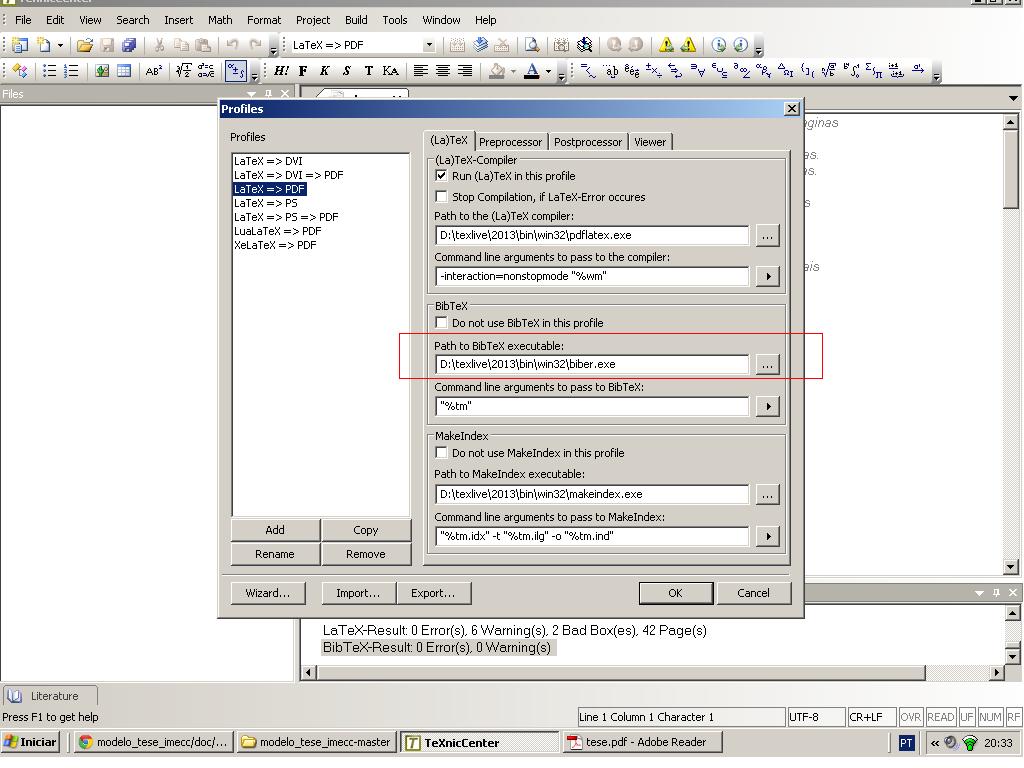 TeXnicCenter
File Edit View Search Insert Math Format Project Build Tools Window Help
LaTeX => PDF
AB²
H! F K S T KA A
Files
Profiles
Profiles
LaTeX => DVI
LaTeX => DVI => PDF
LaTeX => PDF
LaTeX => PS
LaTeX => PS => PDF
LuaLaTeX => PDF
XeLaTeX => PDF
Add Copy
Rename Remove
(La)TeX Preprocessor Postprocessor Viewer
(La)TeX-Compiler
Run (La)TeX in this profile
Stop Compilation, if LaTeX-Error occures
Path to the (La)TeX compiler:
D:\texlive\2013\bin\win32\pdflatex.exe
...
Command line arguments to pass to the compiler:
-interaction=nonstopmode "%wm"
BibTeX
Do not use BibTeX in this profile
Path to BibTeX executable:
D:\texlive\2013\bin\win32\biber.exe
...
Command line arguments to pass to BibTeX:
"%tm"
MakeIndex
Do not use MakeIndex in this profile
Path to MakeIndex executable:
D:\texlive\2013\bin\win32\makeindex.exe
...
Command line arguments to pass to MakeIndex:
"%tm.idx" -t "%tm.ilg" -o "%tm.ind"
Wizard... Import... Export... OK Cancel
LaTeX-Result: 0 Error(s), 6 Warning(s), 2 Bad Box(es), 42 Page(s)
BibTeX-Result: 0 Error(s), 0 Warning(s)
Literature
Press F1 to get help
Line 1 Column 1 Character 1 UTF-8 CR+LF OVR READ UF NUM RF
Iniciar modelo_tese_imecc/doc/... modelo_tese_imecc-master TeXnicCenter tese.pdf - Adobe Reader PT « 20:33